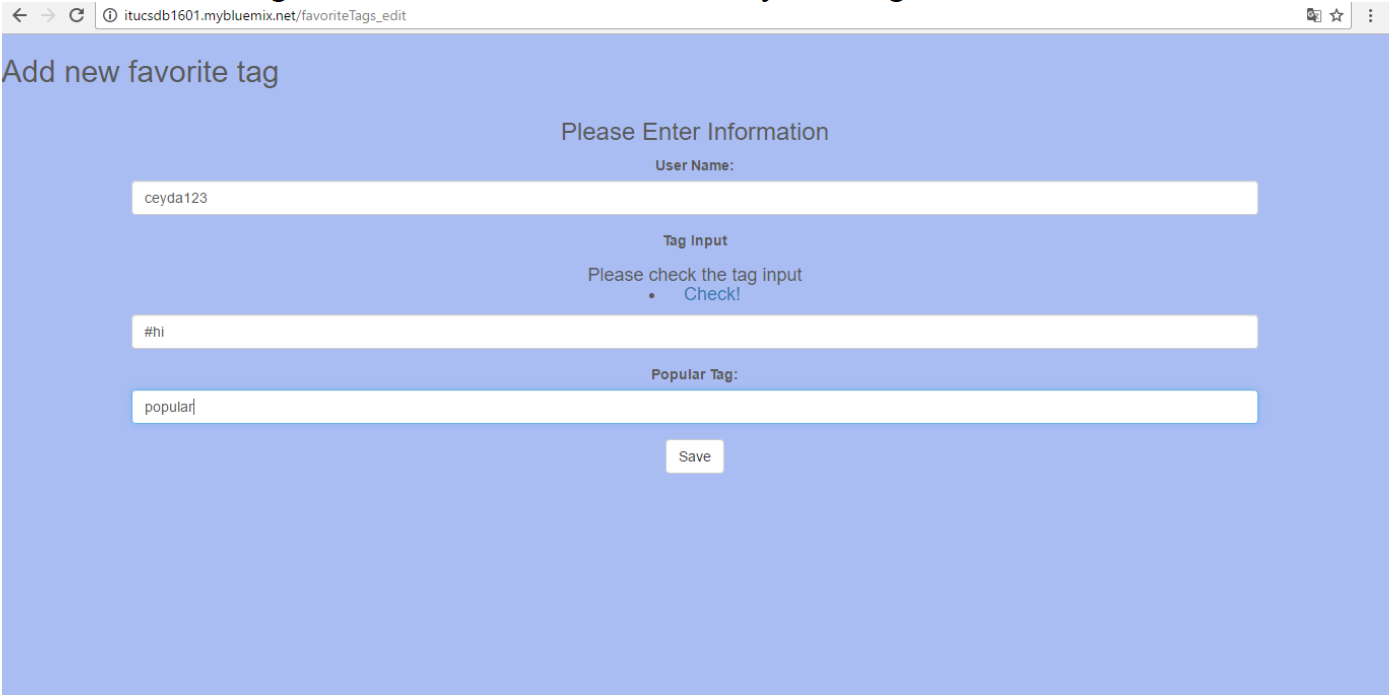 itucsdb1601.mybluemix.net/favoriteTags_edit
Add new favorite tag
Please Enter Information
User Name:
ceyda123
Tag Input
Please check the tag input
• Check!
#hi
Popular Tag:
popular
Save